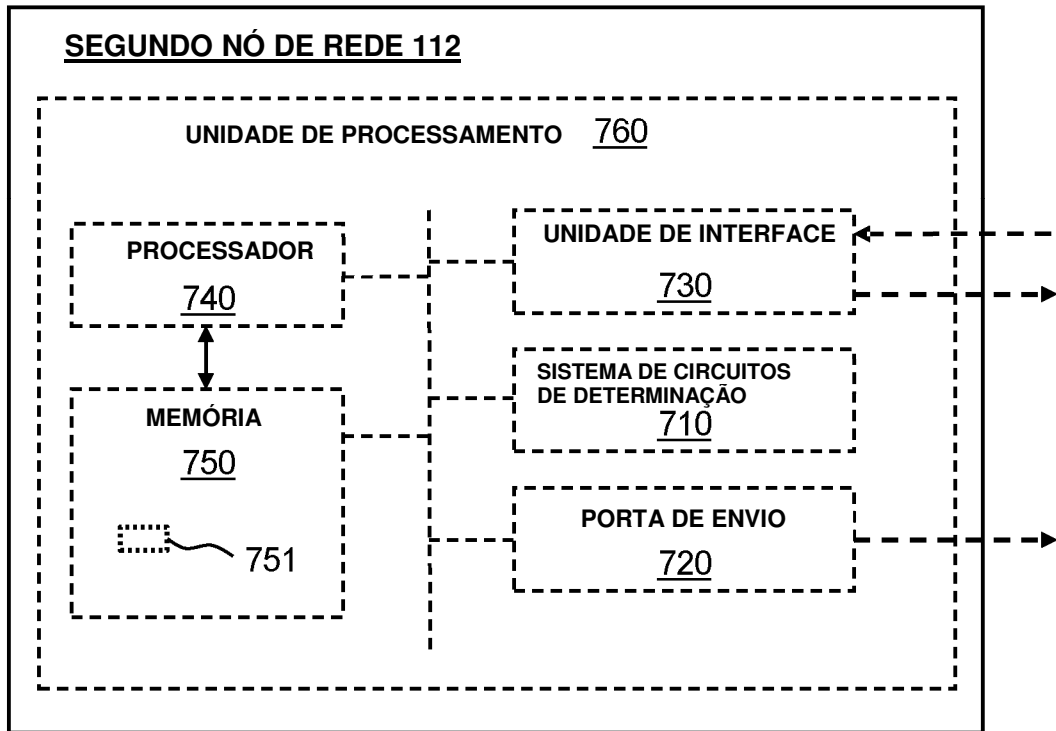 SEGUNDO NÓ DE REDE 112
UNIDADE DE PROCESSAMENTO 760
PROCESSADOR
740
MEMÓRIA
750
751
UNIDADE DE INTERFACE
730
SISTEMA DE CIRCUITOS
DE DETERMINAÇÃO
710
PORTA DE ENVIO
720